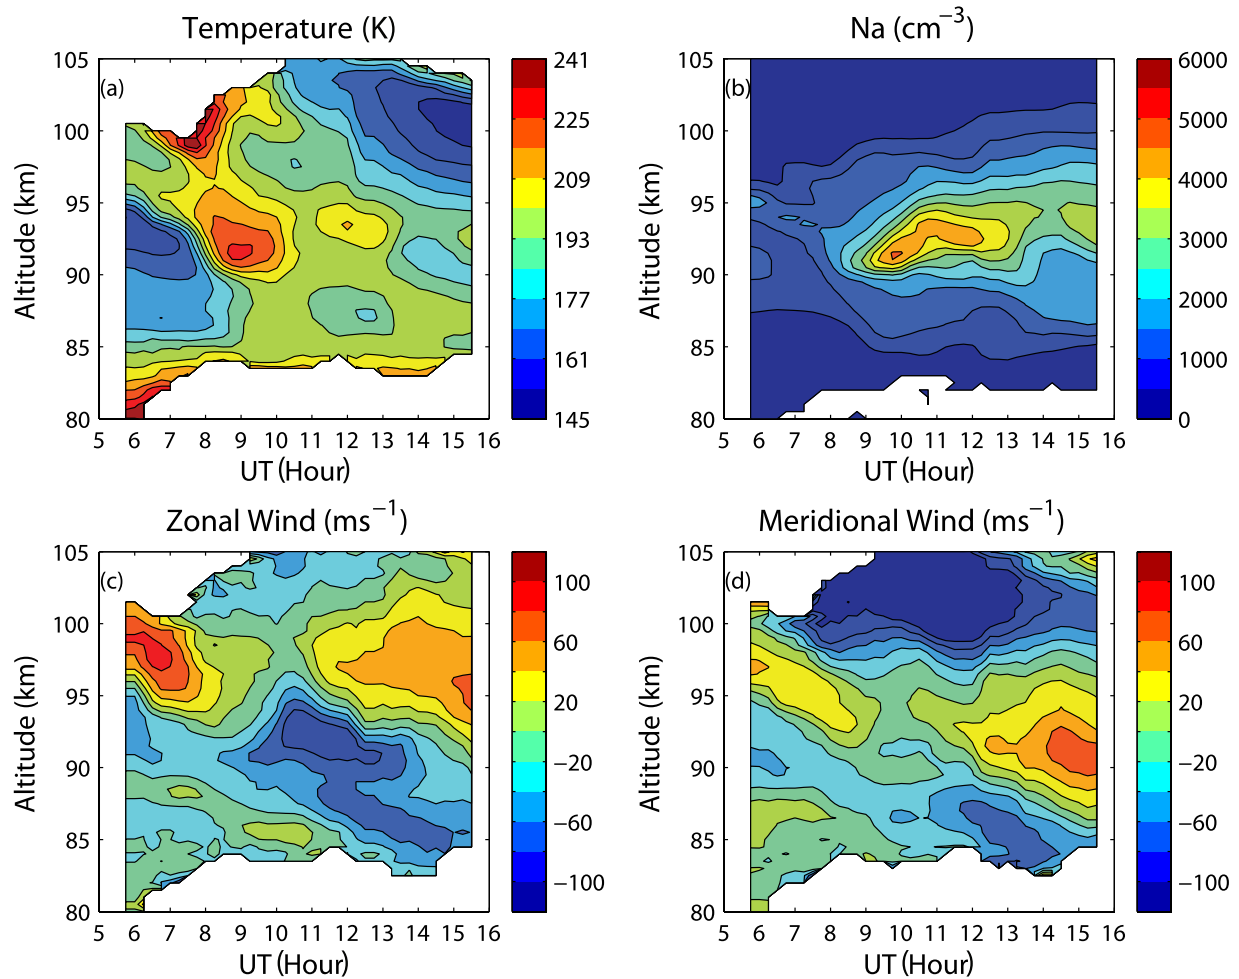 Temperature (K)
Na (cm⁻³)
(a)
105
100
95
90
85
80
Altitude (km)
5 6 7 8 9 10 11 12 13 14 15 16
UT (Hour)
241
225
209
193
177
161
145
(b)
105
100
95
90
85
80
Altitude (km)
5 6 7 8 9 10 11 12 13 14 15 16
UT (Hour)
6000
5000
4000
3000
2000
1000
0
Zonal Wind (ms⁻¹)
Meridional Wind (ms⁻¹)
(c)
105
100
95
90
85
80
Altitude (km)
5 6 7 8 9 10 11 12 13 14 15 16
UT (Hour)
100
60
20
−20
−60
−100
(d)
105
100
95
90
85
80
Altitude (km)
5 6 7 8 9 10 11 12 13 14 15 16
UT (Hour)
100
60
20
−20
−60
−100